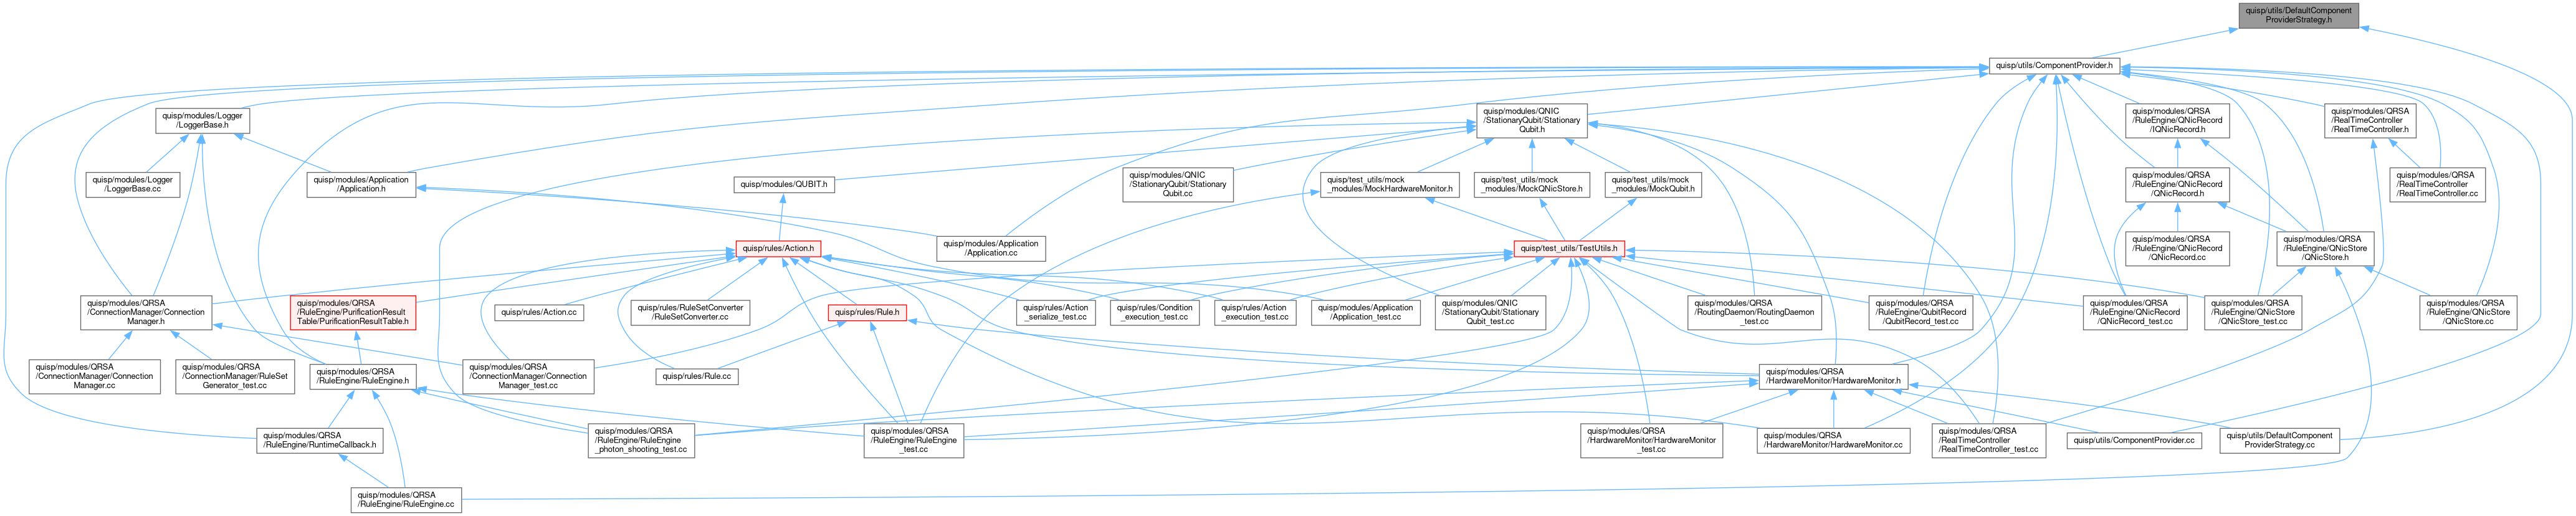 quisp/utils/DefaultComponent
ProviderStrategy.h
quisp/utils/ComponentProvider.h
quisp/modules/Logger
/LoggerBase.h
quisp/modules/QNIC
/StationaryQubit/Stationary
Qubit.h
quisp/modules/QRSA
/RuleEngine/QNicRecord
/IQNicRecord.h
quisp/modules/QRSA
/RealTimeController
/RealTimeController.h
quisp/modules/Logger
/LoggerBase.cc
quisp/modules/Application
/Application.h
quisp/modules/QUBIT.h
quisp/modules/QNIC
/StationaryQubit/Stationary
Qubit.cc
quisp/test_utils/mock
_modules/MockHardwareMonitor.h
quisp/test_utils/mock
_modules/MockQNicStore.h
quisp/test_utils/mock
_modules/MockQubit.h
quisp/modules/QRSA
/RuleEngine/QNicRecord
/QNicRecord.h
quisp/modules/QRSA
/RealTimeController
/RealTimeController.cc
quisp/rules/Action.h
quisp/modules/Application
/Application.cc
quisp/test_utils/TestUtils.h
quisp/modules/QRSA
/RuleEngine/QNicRecord
/QNicRecord.cc
quisp/modules/QRSA
/RuleEngine/QNicStore
/QNicStore.h
quisp/modules/QRSA
/ConnectionManager/Connection
Manager.h
quisp/modules/QRSA
/RuleEngine/PurificationResult
Table/PurificationResultTable.h
quisp/rules/Action.cc
quisp/rules/RuleSetConverter
/RuleSetConverter.cc
quisp/rules/Rule.h
quisp/rules/Action
_serialize_test.cc
quisp/rules/Condition
_execution_test.cc
quisp/rules/Action
_execution_test.cc
quisp/modules/Application
/Application_test.cc
quisp/modules/QNIC
/StationaryQubit/Stationary
Qubit_test.cc
quisp/modules/QRSA
/RoutingDaemon/RoutingDaemon
_test.cc
quisp/modules/QRSA
/RuleEngine/QubitRecord
/QubitRecord_test.cc
quisp/modules/QRSA
/RuleEngine/QNicRecord
/QNicRecord_test.cc
quisp/modules/QRSA
/RuleEngine/QNicStore
/QNicStore_test.cc
quisp/modules/QRSA
/RuleEngine/QNicStore
/QNicStore.cc
quisp/modules/QRSA
/ConnectionManager/Connection
Manager.cc
quisp/modules/QRSA
/ConnectionManager/RuleSet
Generator_test.cc
quisp/modules/QRSA
/RuleEngine/RuleEngine.h
quisp/modules/QRSA
/ConnectionManager/Connection
Manager_test.cc
quisp/rules/Rule.cc
quisp/modules/QRSA
/HardwareMonitor/HardwareMonitor.h
quisp/modules/QRSA
/RuleEngine/RuntimeCallback.h
quisp/modules/QRSA
/RuleEngine/RuleEngine
_photon_shooting_test.cc
quisp/modules/QRSA
/RuleEngine/RuleEngine
_test.cc
quisp/modules/QRSA
/HardwareMonitor/HardwareMonitor
_test.cc
quisp/modules/QRSA
/HardwareMonitor/HardwareMonitor.cc
quisp/modules/QRSA
/RealTimeController
/RealTimeController_test.cc
quisp/utils/ComponentProvider.cc
quisp/utils/DefaultComponent
ProviderStrategy.cc
quisp/modules/QRSA
/RuleEngine/RuleEngine.cc